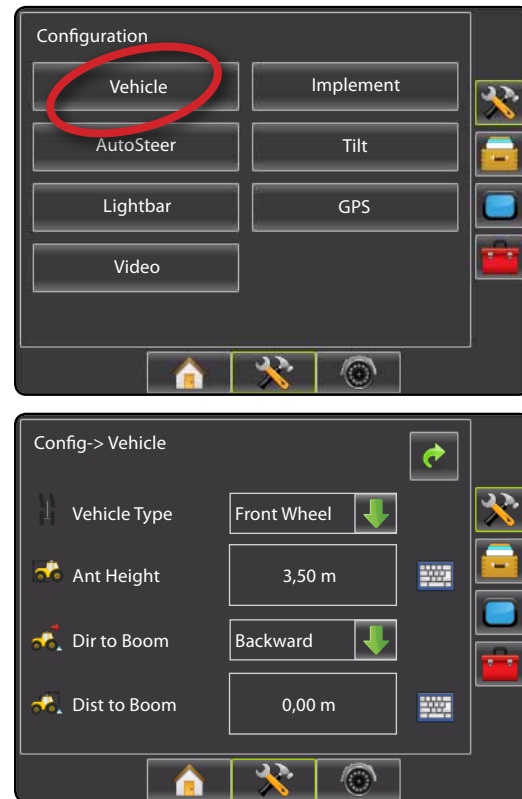 Configuration
Vehicle Implement
AutoSteer Tilt
Lightbar GPS
Video
Config-> Vehicle
Vehicle Type Front Wheel
Ant Height 3,50 m
Dir to Boom Backward
Dist to Boom 0,00 m